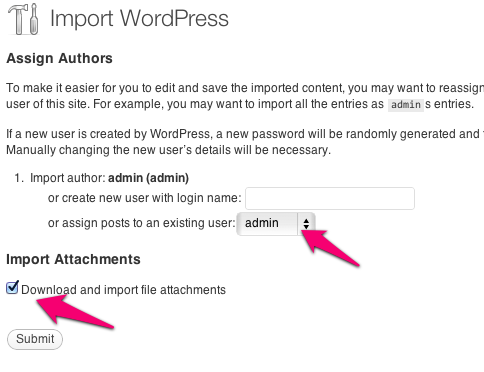 Import WordPress
Assign Authors
To make it easier for you to edit and save the imported content, you may want to reassign
user of this site. For example, you may want to import all the entries as admin s entries.
If a new user is created by WordPress, a new password will be randomly generated and
Manually changing the new user's details will be necessary.
1. Import author: admin (admin)
or create new user with login name:
or assign posts to an existing user: admin
Import Attachments
Download and import file attachments
Submit